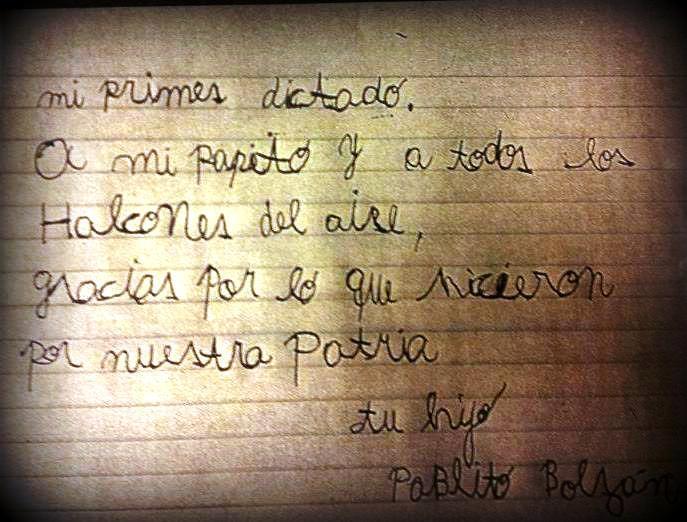 mi primer dictado.
A mi papito y a todos los
Halcones del aire,
gracias por lo que hicieron
por nuestra Patria
tu hijo
PaBlito Bolzán